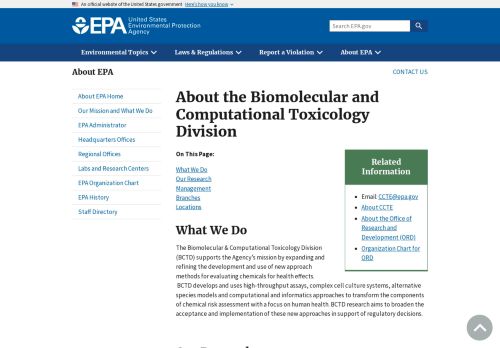 An official website of the United States government Here's how you know
EPA United States
Environmental Protection
Agency
Search EPA.gov
Environmental Topics Laws & Regulations Report a Violation About EPA
About EPA
CONTACT US
About EPA Home
Our Mission and What We Do
EPA Administrator
Headquarters Offices
Regional Offices
Labs and Research Centers
EPA Organization Chart
EPA History
Staff Directory
About the Biomolecular and
Computational Toxicology
Division
On This Page:
What We Do
Our Research
Management
Branches
Locations
Related
Information
Email: CCTE@epa.gov
About CCTE
About the Office of
Research and
Development (ORD)
Organization Chart for
ORD
What We Do
The Biomolecular & Computational Toxicology Division
(BCTD) supports the Agency's mission by expanding and
refining the development and use of new approach
methods for evaluating chemicals for health effects.
BCTD develops and uses high-throughput assays, complex cell culture systems, alternative
species models and computational and informatics approaches to transform the components
of chemical risk assessment with a focus on human health. BCTD research aims to broaden the
acceptance and implementation of these new approaches in support of regulatory decisions.